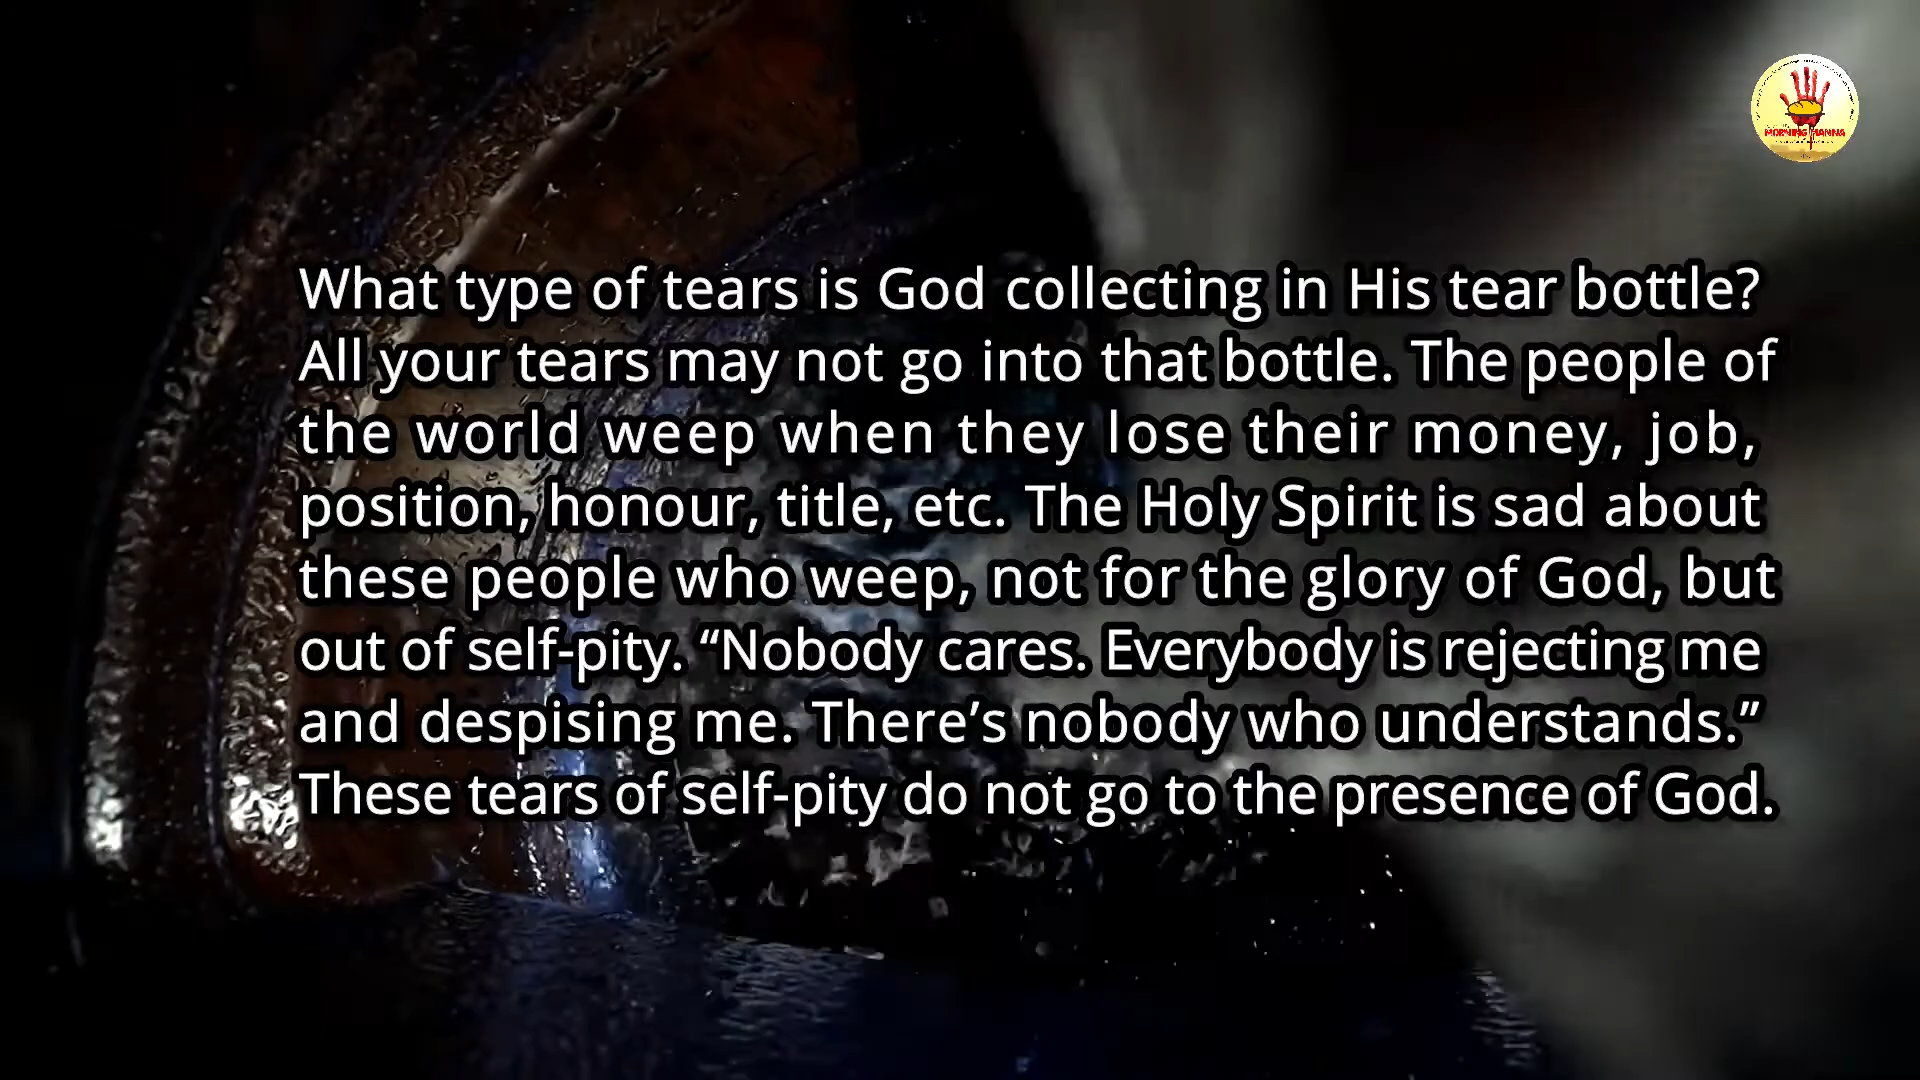 MORNING MANNA
What type of tears is God collecting in His tear bottle?
All your tears may not go into that bottle. The people of
the world weep when they lose their money, job,
position, honour, title, etc. The Holy Spirit is sad about
these people who weep, not for the glory of God, but
out of self-pity. “Nobody cares. Everybody is rejecting me
and despising me. There’s nobody who understands.”
These tears of self-pity do not go to the presence of God.